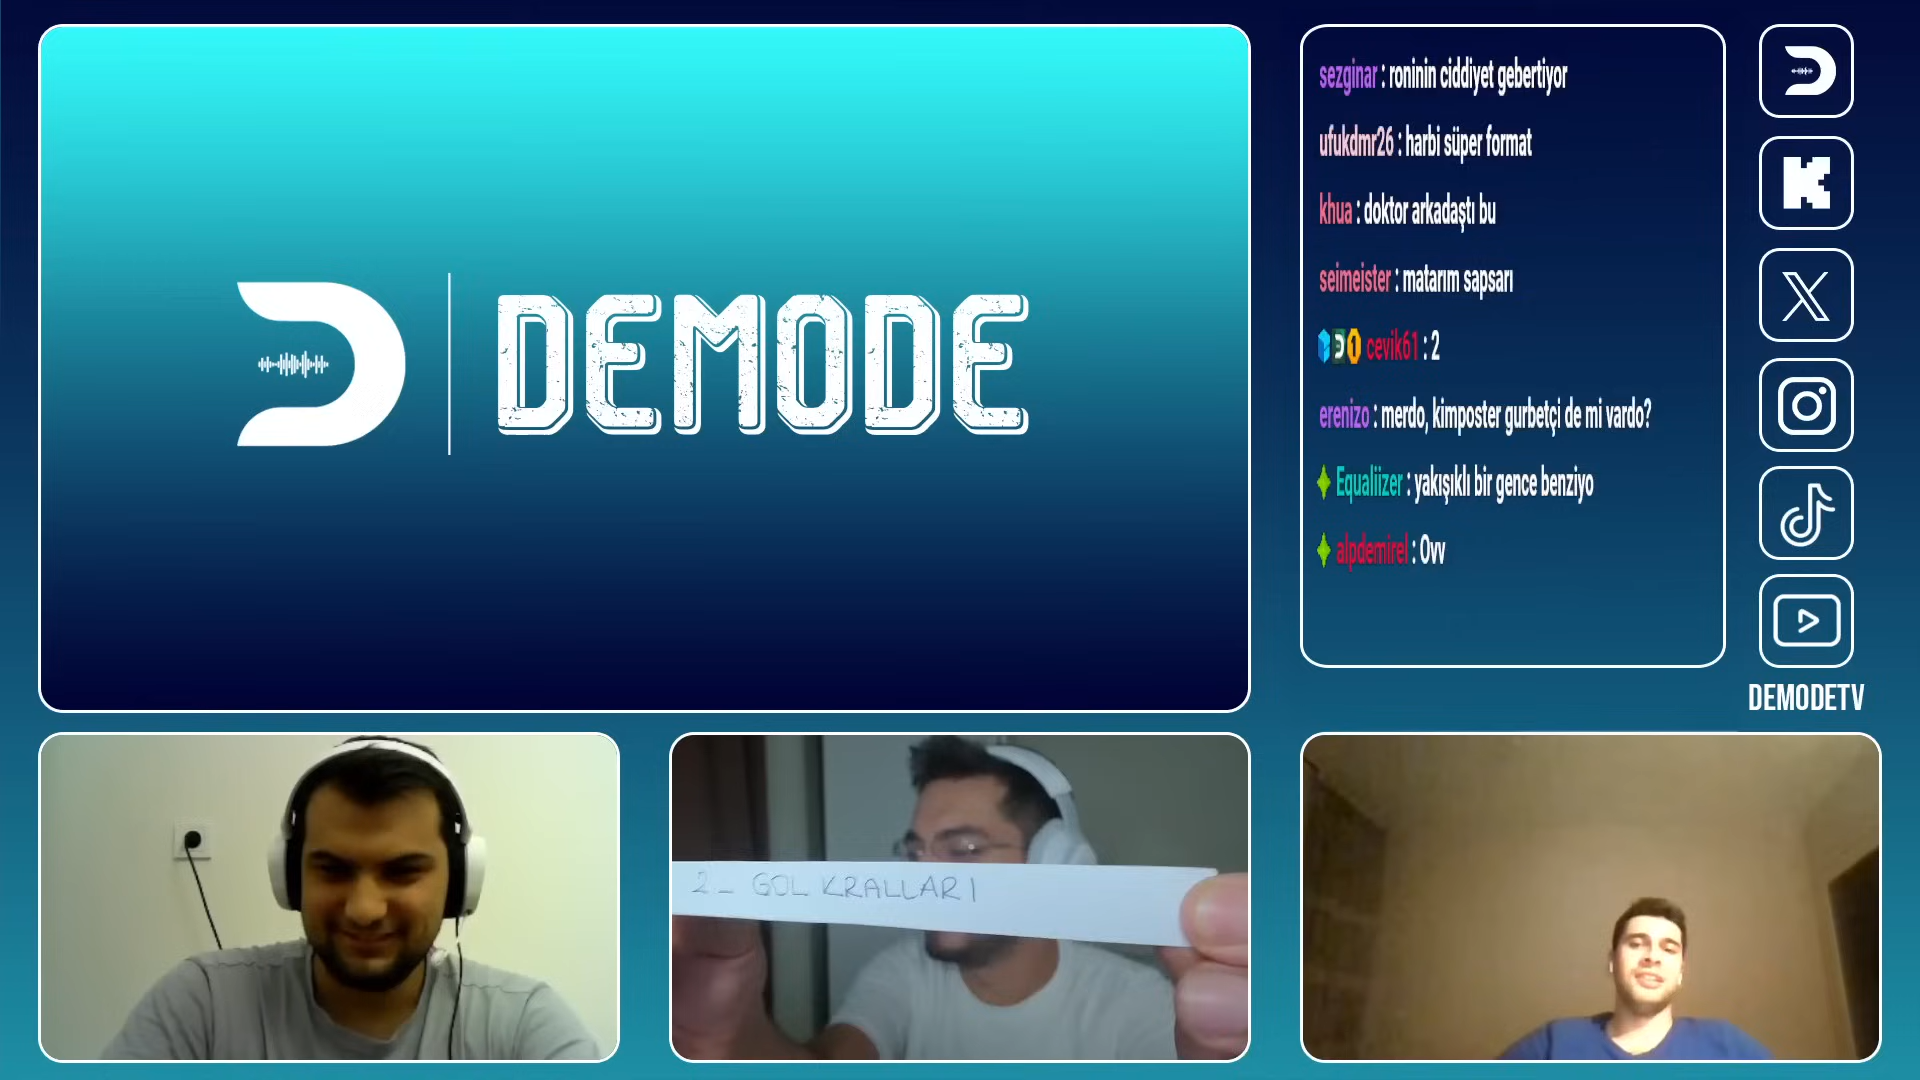 DEMODE
sezginar : roninin ciddiyet gebertiyor
ufukdmr26 : harbi süper format
khua : doktor arkadaştı bu
seimeister : matarım sapsarı
cevik61 : 2
erenizo : merdo, kimposter gurbetçi de mi vardo?
Equaliizer : yakışıklı bir gence benziyo
alpdemirel : Ovv
DEMODETV
2 - GOL KRALLARI